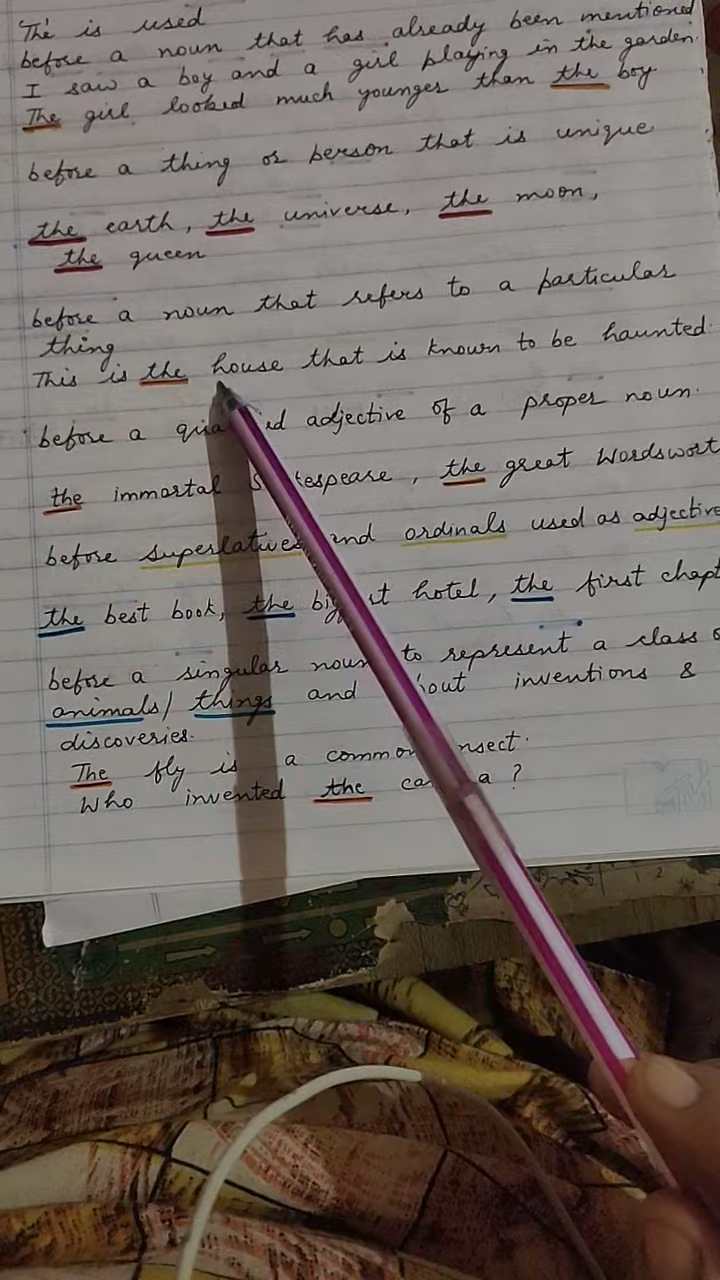 The is used
before a noun that has already been mentioned
I saw a boy and a girl playing in the garden.
The girl looked much younger than the boy
before a thing or person that is unique
the earth, the universe, the moon,
the queen
before a noun that refers to a particular
thing
This is the house that is known to be haunted.
before a adjective of a proper noun.
the immortal , the great Wordswort
before superlatives and ordinals used as adjective
the best book, the hotel, the first chapt
before a singular noun to represent a class
animals/ things and inventions &
discoveries.
The fly is a common insect.
Who invented the ?
MTV